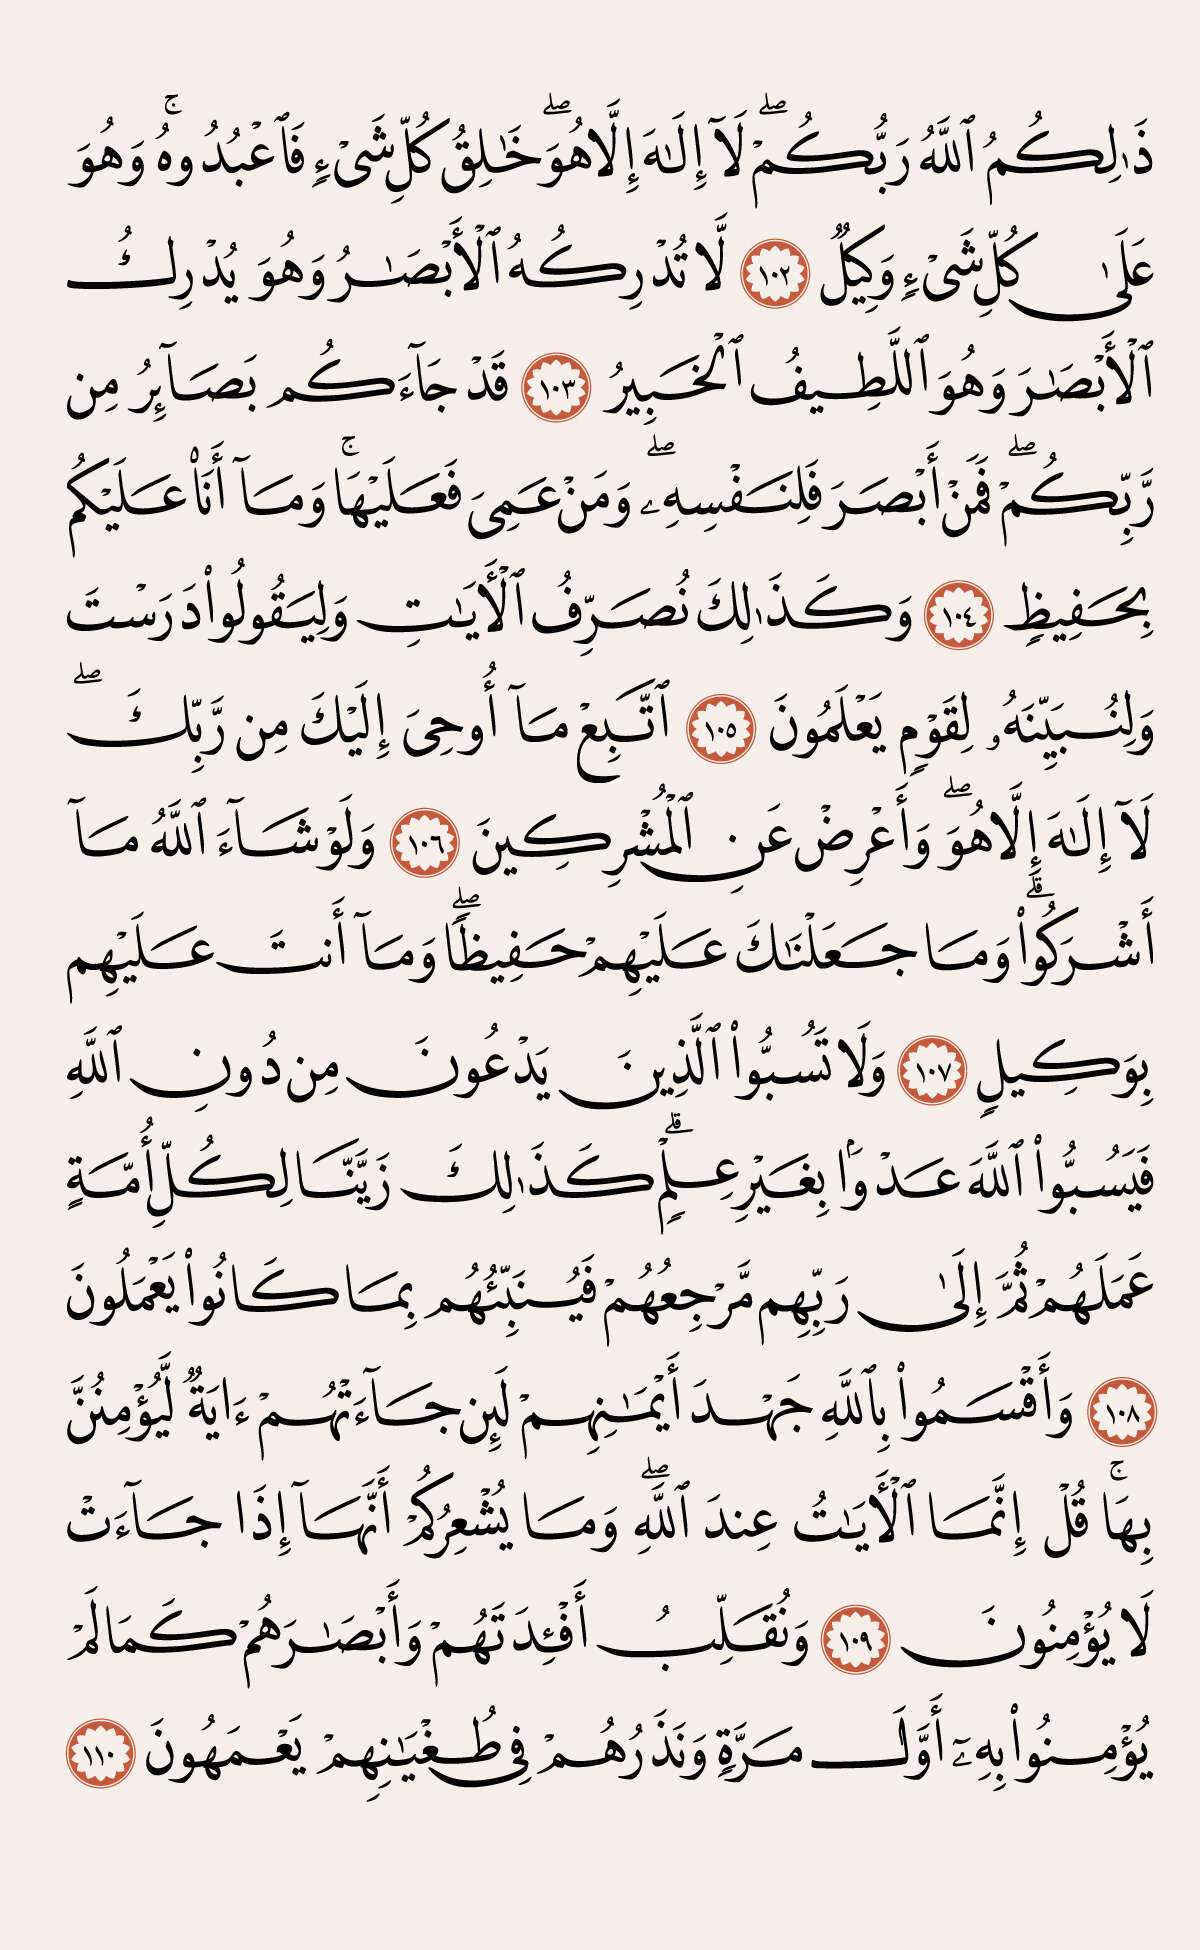 ذَٰلِكُمُ ٱللَّهُ رَبُّكُمْ ۖ لَآ إِلَٰهَ إِلَّا هُوَ ۖ خَٰلِقُ كُلِّ شَىْءٍ فَٱعْبُدُوهُ ۚ وَهُوَ
عَلَىٰ كُلِّ شَىْءٍ وَكِيلٌ ١٠٢ لَّا تُدْرِكُهُ ٱلْأَبْصَٰرُ وَهُوَ يُدْرِكُ
ٱلْأَبْصَٰرَ وَهُوَ ٱللَّطِيفُ ٱلْخَبِيرُ ١٠٣ قَدْ جَآءَكُم بَصَآئِرُ مِن
رَّبِّكُمْ ۖ فَمَنْ أَبْصَرَ فَلِنَفْسِهِۦ ۖ وَمَنْ عَمِىَ فَعَلَيْهَا ۚ وَمَآ أَنَا۠ عَلَيْكُم
بِحَفِيظٍ ١٠٤ وَكَذَٰلِكَ نُصَرِّفُ ٱلْأَيَٰتِ وَلِيَقُولُوا۟ دَرَسْتَ
وَلِنُبَيِّنَهُۥ لِقَوْمٍ يَعْلَمُونَ ١٠٥ ٱتَّبِعْ مَآ أُوحِىَ إِلَيْكَ مِن رَّبِّكَ ۖ
لَآ إِلَٰهَ إِلَّا هُوَ ۖ وَأَعْرِضْ عَنِ ٱلْمُشْرِكِينَ ١٠٦ وَلَوْ شَآءَ ٱللَّهُ مَآ
أَشْرَكُوا۟ ۗ وَمَا جَعَلْنَٰكَ عَلَيْهِمْ حَفِيظًا ۖ وَمَآ أَنتَ عَلَيْهِم
بِوَكِيلٍ ١٠٧ وَلَا تَسُبُّوا۟ ٱلَّذِينَ يَدْعُونَ مِن دُونِ ٱللَّهِ
فَيَسُبُّوا۟ ٱللَّهَ عَدْوًۢا بِغَيْرِ عِلْمٍ ۗ كَذَٰلِكَ زَيَّنَّا لِكُلِّ أُمَّةٍ
عَمَلَهُمْ ثُمَّ إِلَىٰ رَبِّهِم مَّرْجِعُهُمْ فَيُنَبِّئُهُم بِمَا كَانُوا۟ يَعْمَلُونَ
١٠٨ وَأَقْسَمُوا۟ بِٱللَّهِ جَهْدَ أَيْمَٰنِهِمْ لَئِن جَآءَتْهُمْ ءَايَةٌ لَّيُؤْمِنُنَّ
بِهَا ۚ قُلْ إِنَّمَا ٱلْأَيَٰتُ عِندَ ٱللَّهِ ۖ وَمَا يُشْعِرُكُمْ أَنَّهَآ إِذَا جَآءَتْ
لَا يُؤْمِنُونَ ١٠٩ وَنُقَلِّبُ أَفْـِٔدَتَهُمْ وَأَبْصَٰرَهُمْ كَمَا لَمْ
يُؤْمِنُوا۟ بِهِۦٓ أَوَّلَ مَرَّةٍ وَنَذَرُهُمْ فِى طُغْيَٰنِهِمْ يَعْمَهُونَ ١١٠